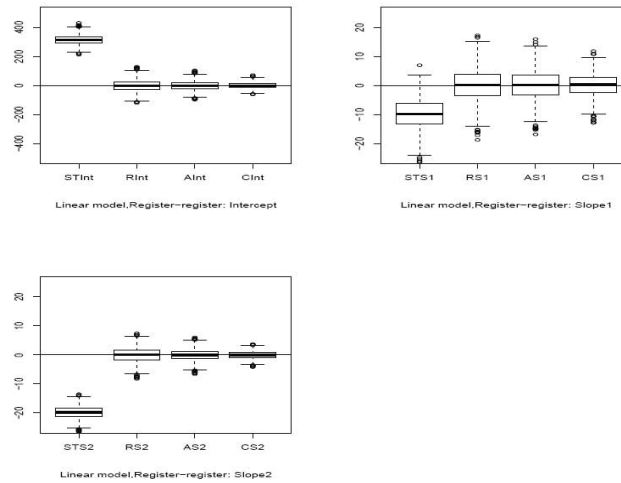 400
200
0
-200
-400
STInt RInt AInt CInt
Linear model,Register-register: Intercept
20
10
0
-10
-20
STS1 RS1 AS1 CS1
Linear model,Register-register: Slope1
20
10
0
-10
-20
STS2 RS2 AS2 CS2
Linear model,Register-register: Slope2